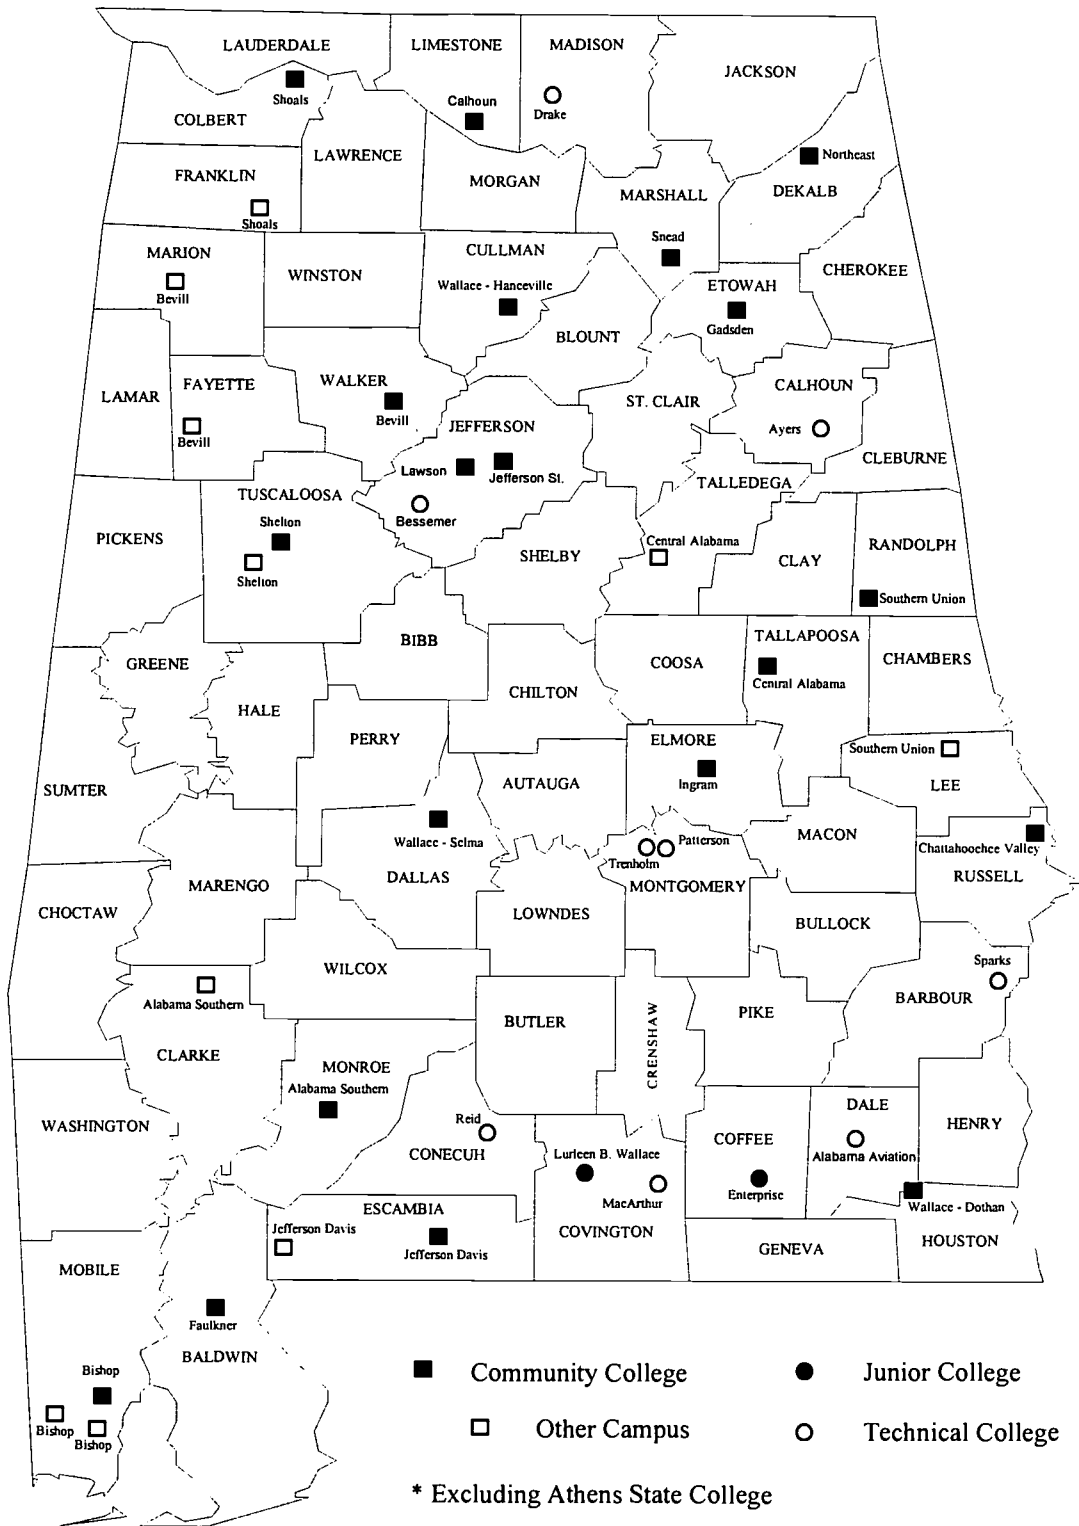 LAUDERDALE
LIMESTONE
MADISON
JACKSON
Shoals
Calhoun
Drake
COLBERT
LAWRENCE
Northeast
FRANKLIN
MORGAN
MARSHALL
DEKALB
Shoals
MARION
CULLMAN
Snead
WINSTON
CHEROKEE
Bevill
Wallace - Hanceville
ETOWAH
BLOUNT
Gadsden
LAMAR
FAYETTE
WALKER
ST. CLAIR
CALHOUN
Bevill
Bevill
JEFFERSON
Ayers
CLEBURNE
Lawson
Jefferson St.
TALLEDEGA
TUSCALOOSA
Bessemer
PICKENS
Shelton
SHELBY
Central Alabama
CLAY
RANDOLPH
Shelton
Southern Union
BIBB
TALLAPOOSA
GREENE
COOSA
CHAMBERS
CHILTON
Central Alabama
HALE
PERRY
ELMORE
Southern Union
SUMTER
AUTAUGA
Ingram
LEE
Wallace - Selma
Trenholm
Patterson
MACON
Chattahoochee Valley
MARENGO
DALLAS
MONTGOMERY
RUSSELL
CHOCTAW
LOWNDES
BULLOCK
WILCOX
Sparks
Alabama Southern
BARBOUR
BUTLER
CRENSHAW
PIKE
CLARKE
MONROE
Alabama Southern
DALE
WASHINGTON
Reid
COFFEE
HENRY
CONECUH
Lurleen B. Wallace
Alabama Aviation
MacArthur
Enterprise
Wallace - Dothan
ESCAMBIA
Jefferson Davis
COVINGTON
Jefferson Davis
GENEVA
HOUSTON
MOBILE
Faulkner
BALDWIN
Bishop
Bishop
Bishop
Community College
Junior College
Other Campus
Technical College
* Excluding Athens State College